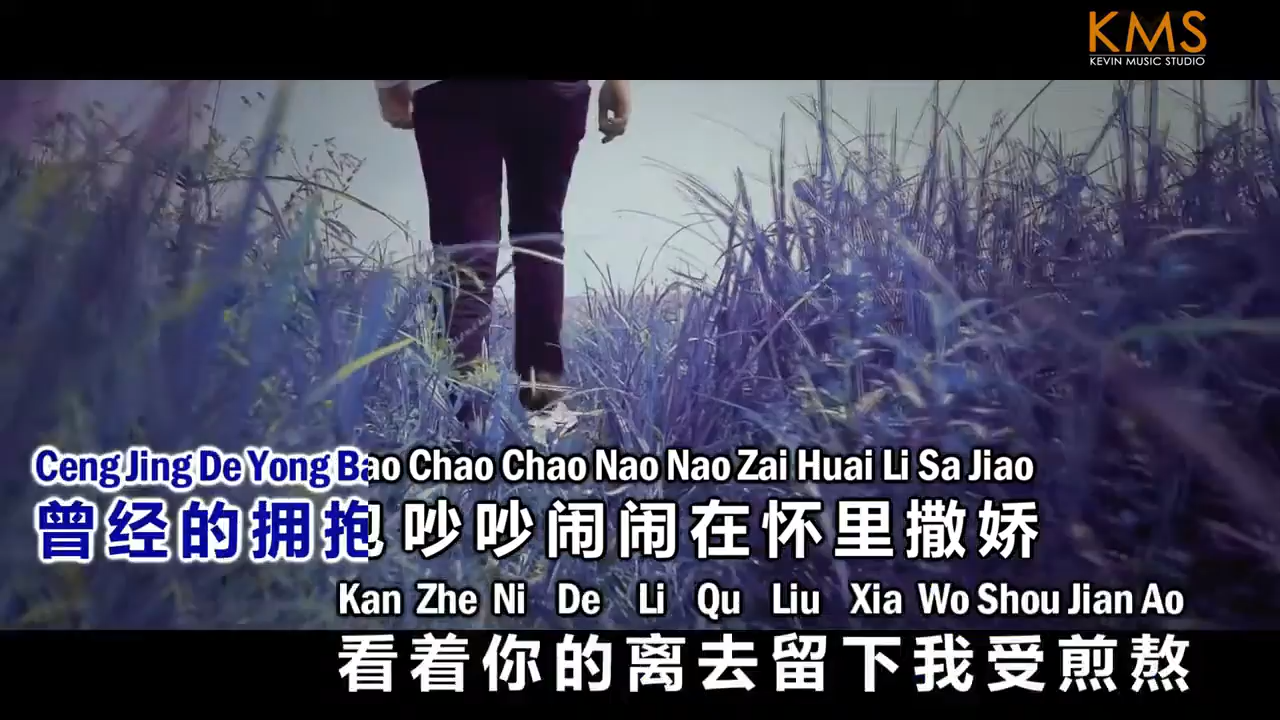 KMS
KEVIN MUSIC STUDIO
Ceng Jing De Yong Bao Chao Chao Nao Nao Zai Huai Li Sa Jiao
曾经的拥抱 吵吵闹闹在怀里撒娇
Kan Zhe Ni De Li Qu Liu Xia Wo Shou Jian Ao
看着你的离去留下我受煎熬